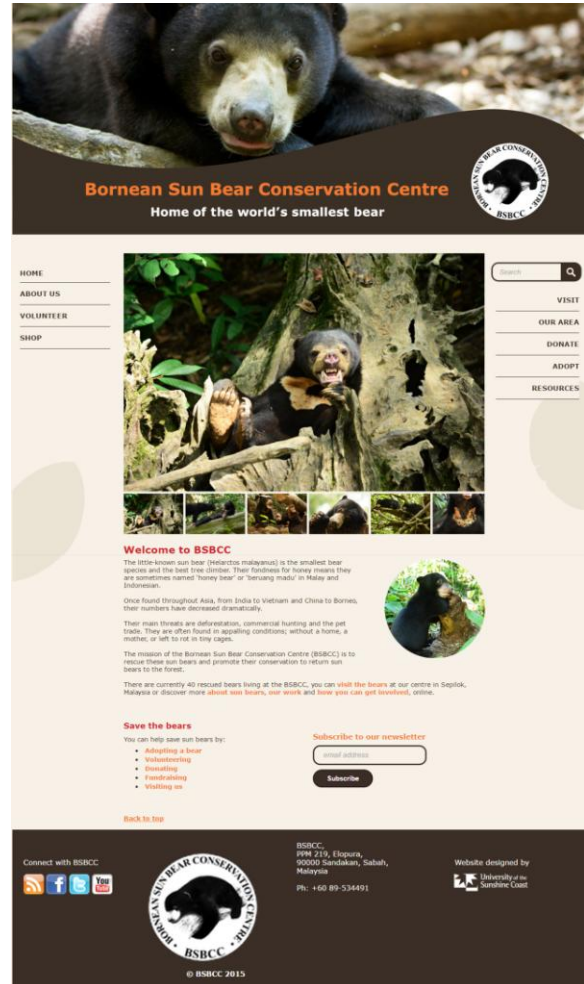 Bornean Sun Bear Conservation Centre
Home of the world's smallest bear
BORNEAN SUN BEAR CONSERVATION CENTRE
BSBCC
HOME
ABOUT US
VOLUNTEER
SHOP
Search
VISIT
OUR AREA
DONATE
ADOPT
RESOURCES
Welcome to BSBCC
The little-known sun bear (Helarctos malayanus) is the smallest bear
species and the best tree climber. Their fondness for honey means they
are sometimes named 'honey bear' or 'beruang madu' in Malay and
Indonesian.
Once found throughout Asia, from India to Vietnam and China to Borneo,
their numbers have decreased dramatically.
Their main threats are deforestation, commercial hunting and the pet
trade. They are often found in appalling conditions; without a home, a
mother, or left to rot in tiny cages.
The mission of the Bornean Sun Bear Conservation Centre (BSBCC) is to
rescue these sun bears and promote their conservation to return sun
bears to the forest.
There are currently 40 rescued bears living at the BSBCC, you can visit the bears at our centre in Sepilok,
Malaysia or discover more about sun bears, our work and how you can get involved, online.
Save the bears
You can help save sun bears by:
• Adopting a bear
• Volunteering
• Donating
• Fundraising
• Visiting us
Subscribe to our newsletter
email address
Subscribe
Back to top
Connect with BSBCC
You
Tube
BORNEAN SUN BEAR CONSERVATION CENTRE
BSBCC
© BSBCC 2015
BSBCC,
PPM 219, Elopura,
90000 Sandakan, Sabah,
Malaysia
Ph: +60 89-534491
Website designed by
University of the
Sunshine Coast